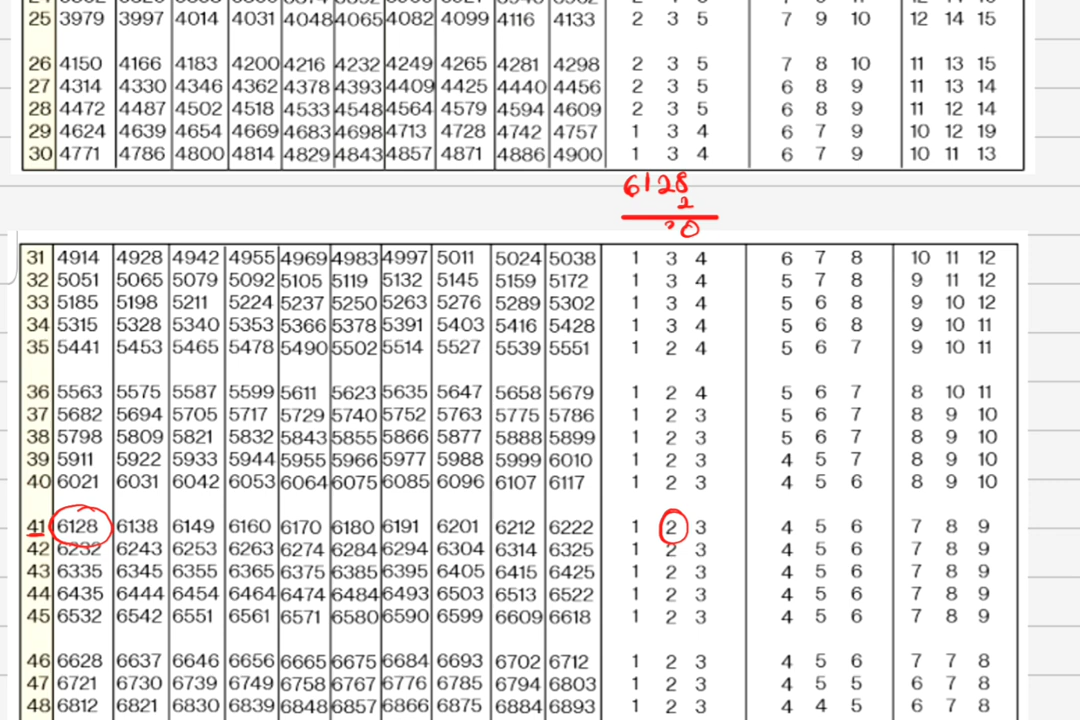 25 3979 3997 4014 4031 4048 4065 4082 4099 4116 4133 2 3 5 7 9 10 12 14 15
26 4150 4166 4183 4200 4216 4232 4249 4265 4281 4298 2 3 5 7 8 10 11 13 15
27 4314 4330 4346 4362 4378 4393 4409 4425 4440 4456 2 3 5 6 8 9 11 13 14
28 4472 4487 4502 4518 4533 4548 4564 4579 4594 4609 2 3 5 6 8 9 11 12 14
29 4624 4639 4654 4669 4683 4698 4713 4728 4742 4757 1 3 4 6 7 9 10 12 19
30 4771 4786 4800 4814 4829 4843 4857 4871 4886 4900 1 3 4 6 7 9 10 11 13
6128
2
0
31 4914 4928 4942 4955 4969 4983 4997 5011 5024 5038 1 3 4 6 7 8 10 11 12
32 5051 5065 5079 5092 5105 5119 5132 5145 5159 5172 1 3 4 5 7 8 9 11 12
33 5185 5198 5211 5224 5237 5250 5263 5276 5289 5302 1 3 4 5 6 8 9 10 12
34 5315 5328 5340 5353 5366 5378 5391 5403 5416 5428 1 3 4 5 6 8 9 10 11
35 5441 5453 5465 5478 5490 5502 5514 5527 5539 5551 1 2 4 5 6 7 9 10 11
36 5563 5575 5587 5599 5611 5623 5635 5647 5658 5679 1 2 4 5 6 7 8 10 11
37 5682 5694 5705 5717 5729 5740 5752 5763 5775 5786 1 2 3 5 6 7 8 9 10
38 5798 5809 5821 5832 5843 5855 5866 5877 5888 5899 1 2 3 5 6 7 8 9 10
39 5911 5922 5933 5944 5955 5966 5977 5988 5999 6010 1 2 3 4 5 7 8 9 10
40 6021 6031 6042 6053 6064 6075 6085 6096 6107 6117 1 2 3 4 5 6 8 9 10
41 6128 6138 6149 6160 6170 6180 6191 6201 6212 6222 1 2 3 4 5 6 7 8 9
42 6232 6243 6253 6263 6274 6284 6294 6304 6314 6325 1 2 3 4 5 6 7 8 9
43 6335 6345 6355 6365 6375 6385 6395 6405 6415 6425 1 2 3 4 5 6 7 8 9
44 6435 6444 6454 6464 6474 6484 6493 6503 6513 6522 1 2 3 4 5 6 7 8 9
45 6532 6542 6551 6561 6571 6580 6590 6599 6609 6618 1 2 3 4 5 6 7 8 9
46 6628 6637 6646 6656 6665 6675 6684 6693 6702 6712 1 2 3 4 5 6 7 7 8
47 6721 6730 6739 6749 6758 6767 6776 6785 6794 6803 1 2 3 4 5 5 6 7 8
48 6812 6821 6830 6839 6848 6857 6866 6875 6884 6893 1 2 3 4 4 5 6 7 8